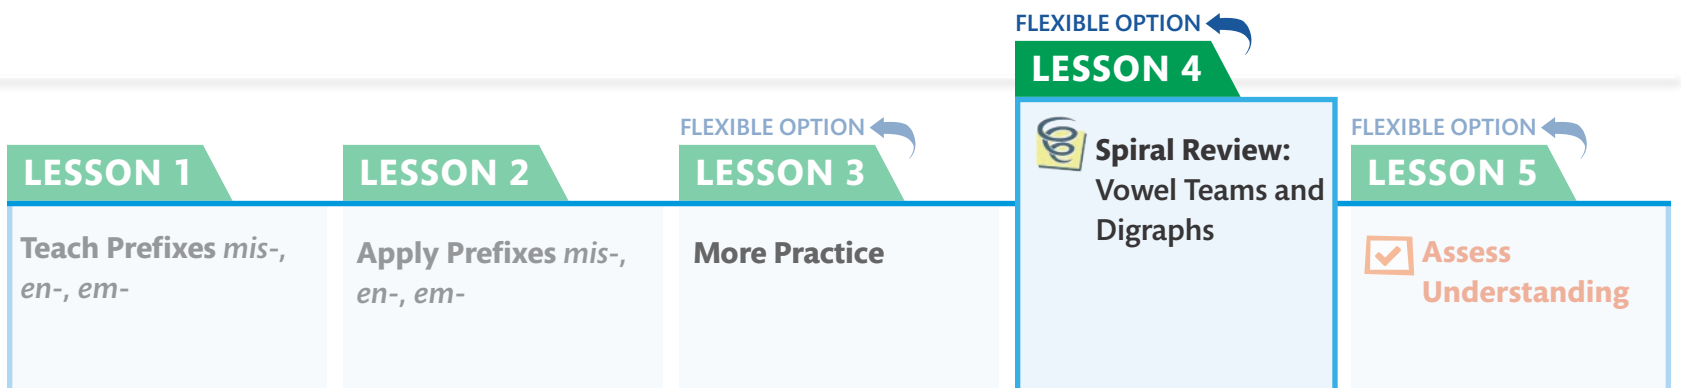 FLEXIBLE OPTION
LESSON 4
Spiral Review:
Vowel Teams and
Digraphs
LESSON 1
Teach Prefixes mis-,
en-, em-
LESSON 2
Apply Prefixes mis-,
en-, em-
FLEXIBLE OPTION
LESSON 3
More Practice
FLEXIBLE OPTION
LESSON 5
Assess
Understanding